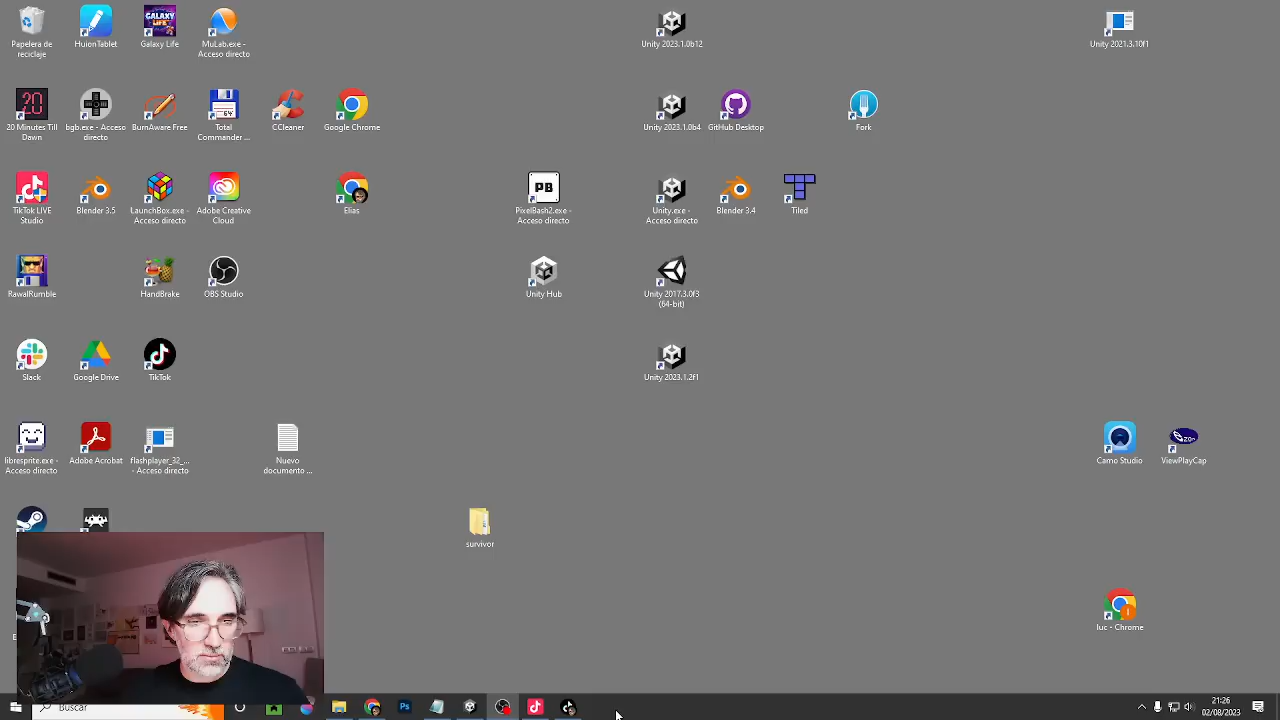 Papelera de
reciclaje
HuionTablet
Galaxy Life
MuLab.exe -
Acceso directo
Unity 2023.1.0b12
Unity 2021.3.10f1
20 Minutes Till
Dawn
bgb.exe - Acceso
directo
BurnAware Free
Total
Commander ...
CCleaner
Google Chrome
Unity 2023.1.0b4
GitHub Desktop
Fork
TikTok LIVE
Studio
Blender 3.5
LaunchBox.exe -
Acceso directo
Adobe Creative
Cloud
Elias
PixelBash2.exe -
Acceso directo
Unity.exe -
Acceso directo
Blender 3.4
Tiled
RawalRumble
HandBrake
OBS Studio
Unity Hub
Unity 2017.3.0f3
(64-bit)
Slack
Google Drive
TikTok
Unity 2023.1.2f1
libresprite.exe -
Acceso directo
Adobe Acrobat
flashplayer_32_...
- Acceso directo
Nuevo
documento ...
Camo Studio
ViewPlayCap
survivor
luc - Chrome
Buscar
21:26
02/08/2023